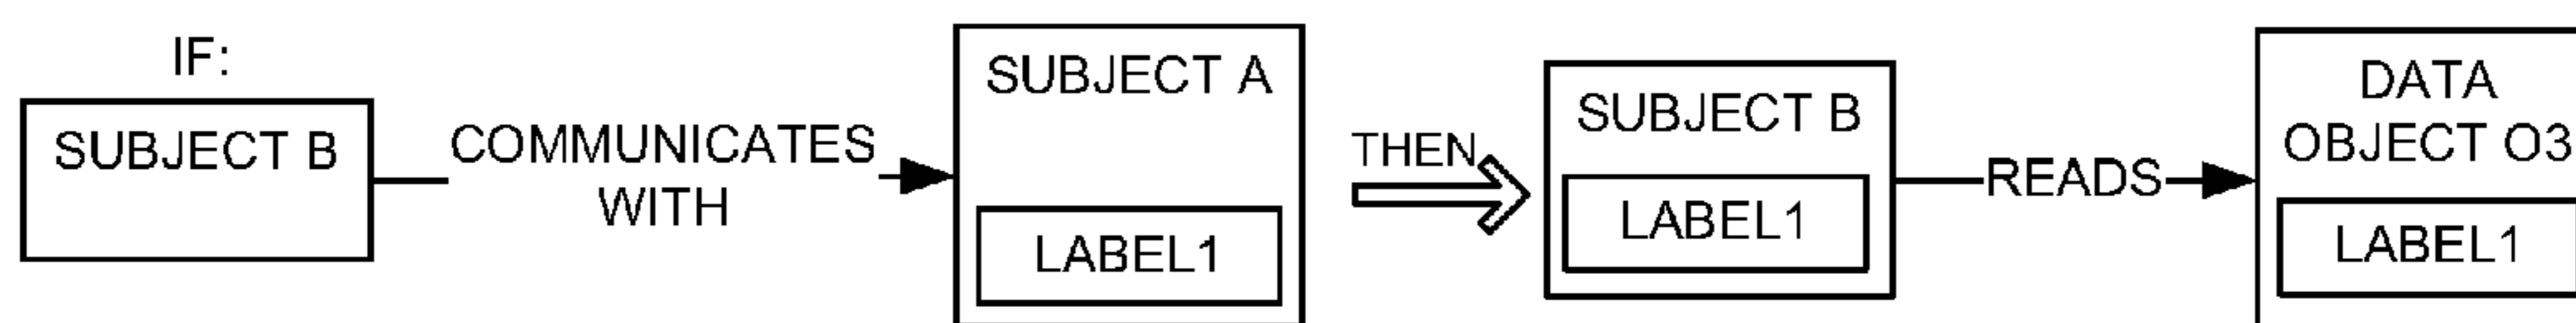 IF:
SUBJECT B
COMMUNICATES
WITH
SUBJECT A
LABEL1
THEN
SUBJECT B
LABEL1
READS
DATA
OBJECT O3
LABEL1